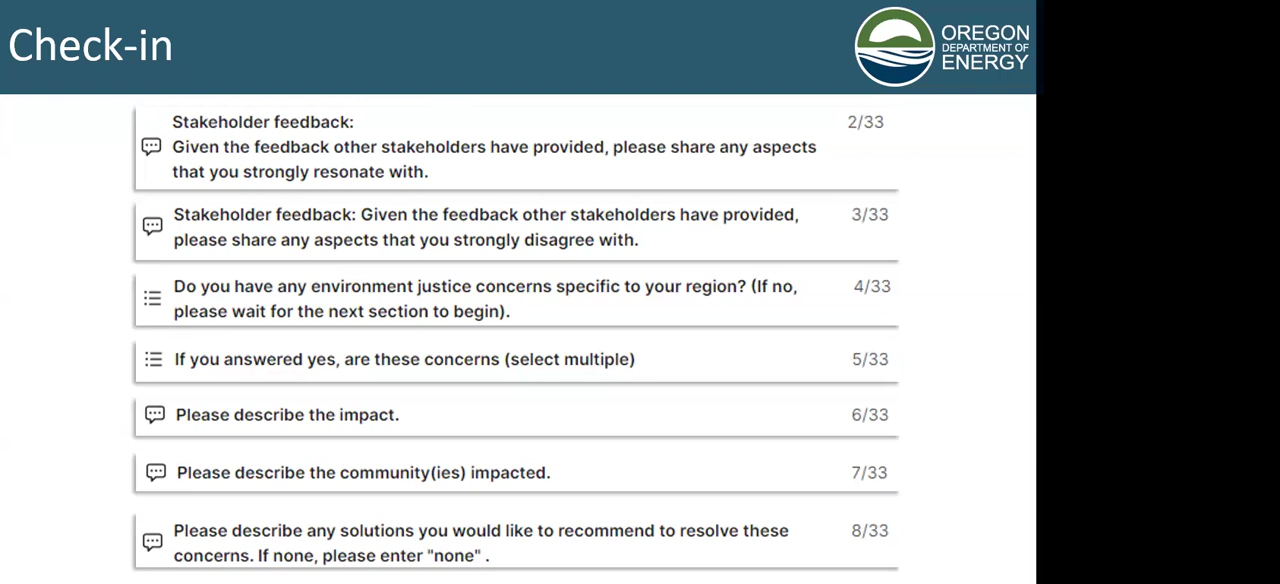 Check-in
OREGON
DEPARTMENT OF
ENERGY
Stakeholder feedback:
Given the feedback other stakeholders have provided, please share any aspects
that you strongly resonate with.
2/33
Stakeholder feedback: Given the feedback other stakeholders have provided,
please share any aspects that you strongly disagree with.
3/33
Do you have any environment justice concerns specific to your region? (If no,
please wait for the next section to begin).
4/33
If you answered yes, are these concerns (select multiple)
5/33
Please describe the impact.
6/33
Please describe the community(ies) impacted.
7/33
Please describe any solutions you would like to recommend to resolve these
concerns. If none, please enter "none" .
8/33